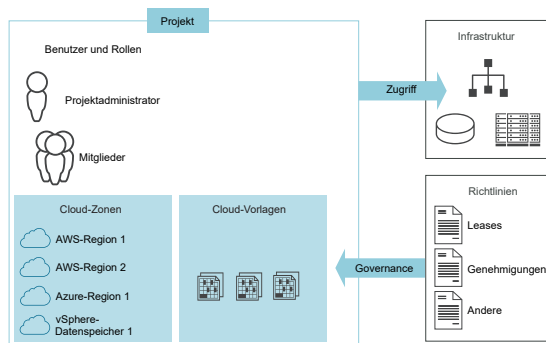 Projekt
Benutzer und Rollen
Projektadministrator
Mitglieder
Cloud-Zonen
AWS-Region 1
AWS-Region 2
Azure-Region 1
vSphere-
Datenspeicher 1
Cloud-Vorlagen
Zugriff
Governance
Infrastruktur
Richtlinien
Leases
Genehmigungen
Andere